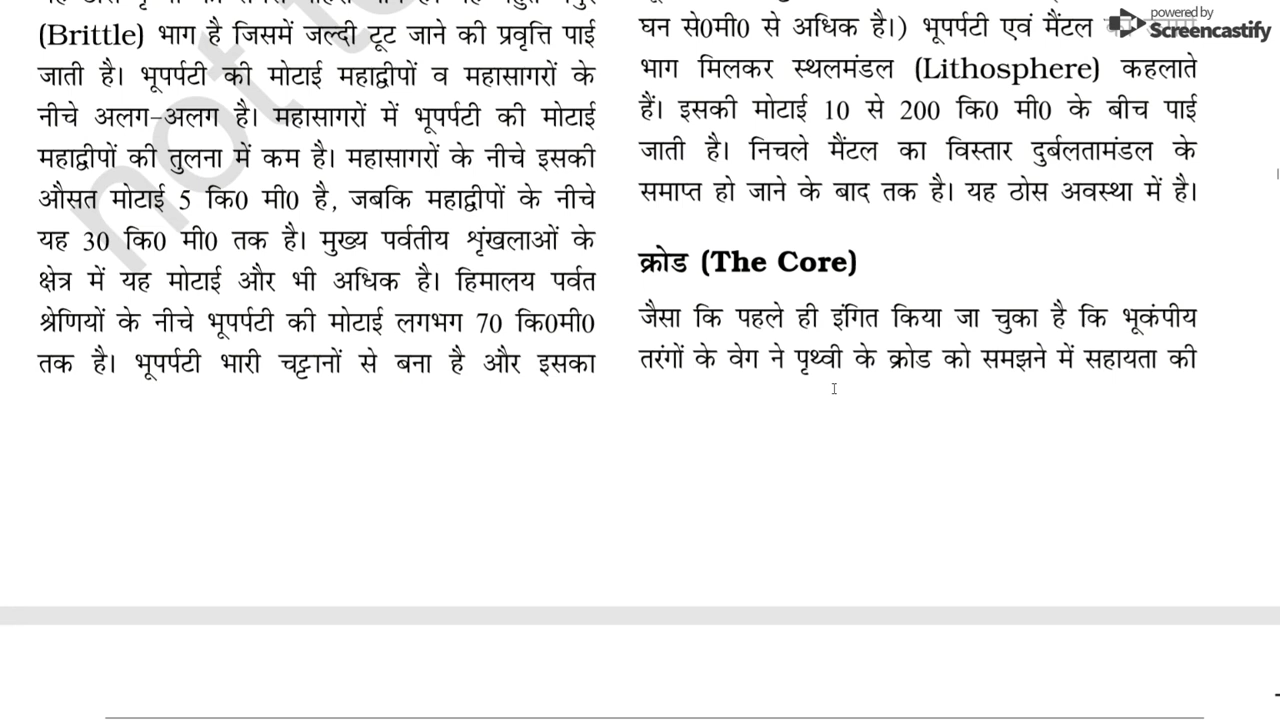 (Brittle) भाग है जिसमें जल्दी टूट जाने की प्रवृत्ति पाई
जाती है। भूपर्पटी की मोटाई महाद्वीपों व महासागरों के
नीचे अलग-अलग है। महासागरों में भूपर्पटी की मोटाई
महाद्वीपों की तुलना में कम है। महासागरों के नीचे इसकी
औसत मोटाई 5 कि0 मी0 है, जबकि महाद्वीपों के नीचे
यह 30 कि0 मी0 तक है। मुख्य पर्वतीय शृंखलाओं के
क्षेत्र में यह मोटाई और भी अधिक है। हिमालय पर्वत
श्रेणियों के नीचे भूपर्पटी की मोटाई लगभग 70 कि0मी0
तक है। भूपर्पटी भारी चट्टानों से बना है और इसका
घन से0मी0 से अधिक है।) भूपर्पटी एवं मैंटल
भाग मिलकर स्थलमंडल (Lithosphere) कहलाते
हैं। इसकी मोटाई 10 से 200 कि0 मी0 के बीच पाई
जाती है। निचले मैंटल का विस्तार दुर्बलतामंडल के
समाप्त हो जाने के बाद तक है। यह ठोस अवस्था में है।
क्रोड (The Core)
जैसा कि पहले ही इंगित किया जा चुका है कि भूकंपीय
तरंगों के वेग ने पृथ्वी के क्रोड को समझने में सहायता की
powered by
Screencastify
not